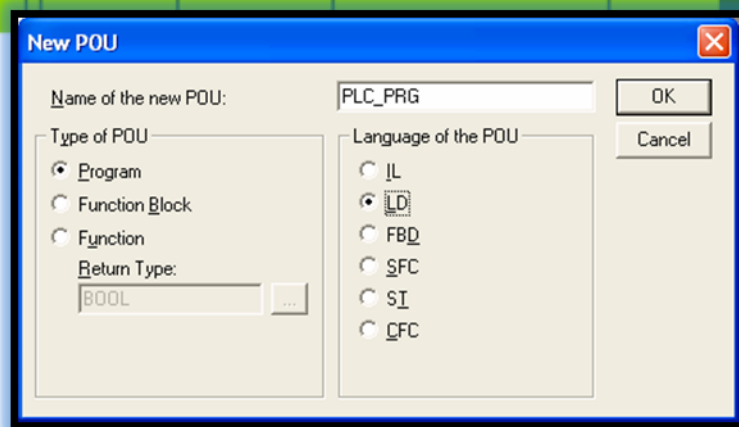 New POU
Name of the new POU:
PLC_PRG
OK
Cancel
Type of POU
Program
Function Block
Function
Return Type:
BOOL
...
Language of the POU
IL
LD
FBD
SFC
ST
CFC